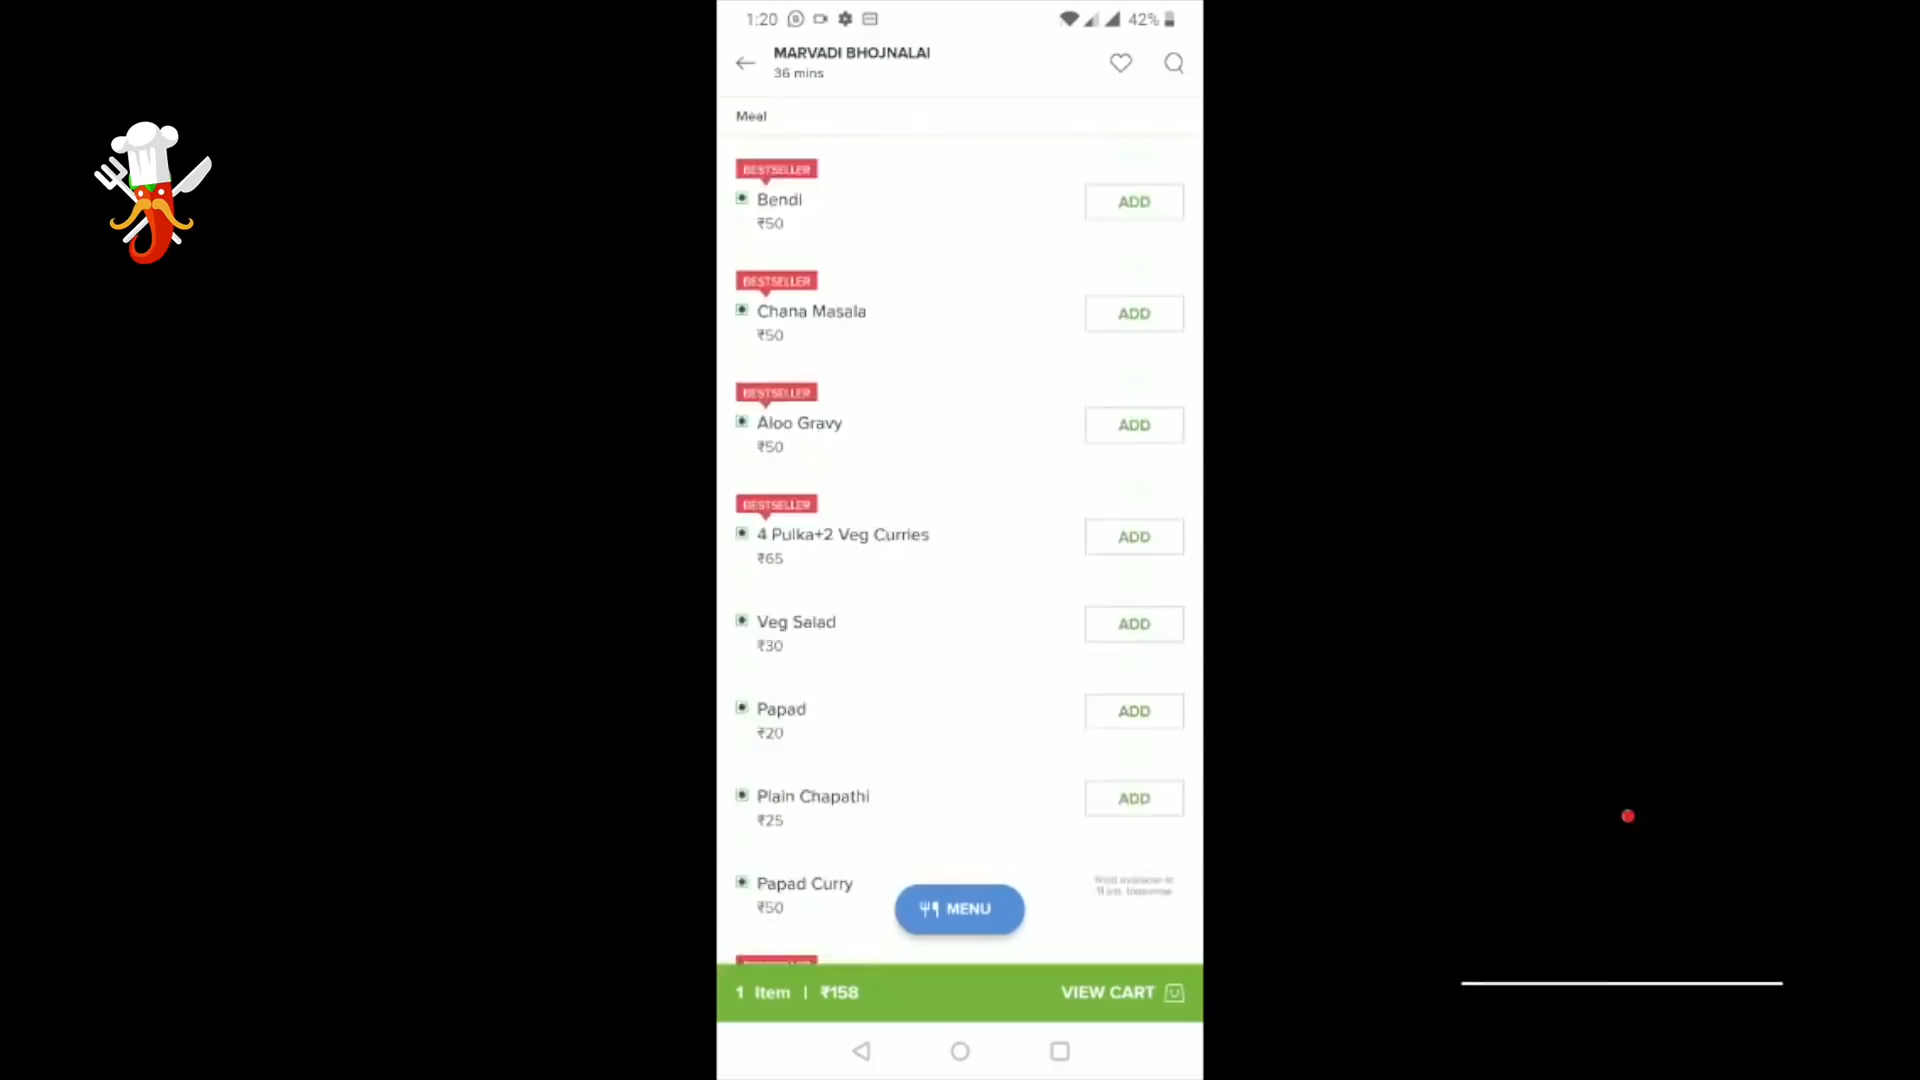 1:20
42%
MARVADI BHOJNALAI
36 mins
Meal
BESTSELLER
Bendi
ADD
₹50
BESTSELLER
Chana Masala
ADD
₹50
BESTSELLER
Aloo Gravy
ADD
₹50
BESTSELLER
4 Pulka+2 Veg Curries
ADD
₹65
Veg Salad
ADD
₹30
Papad
ADD
₹20
Plain Chapathi
ADD
₹25
Papad Curry
₹50
MENU
1 Item | ₹158
VIEW CART